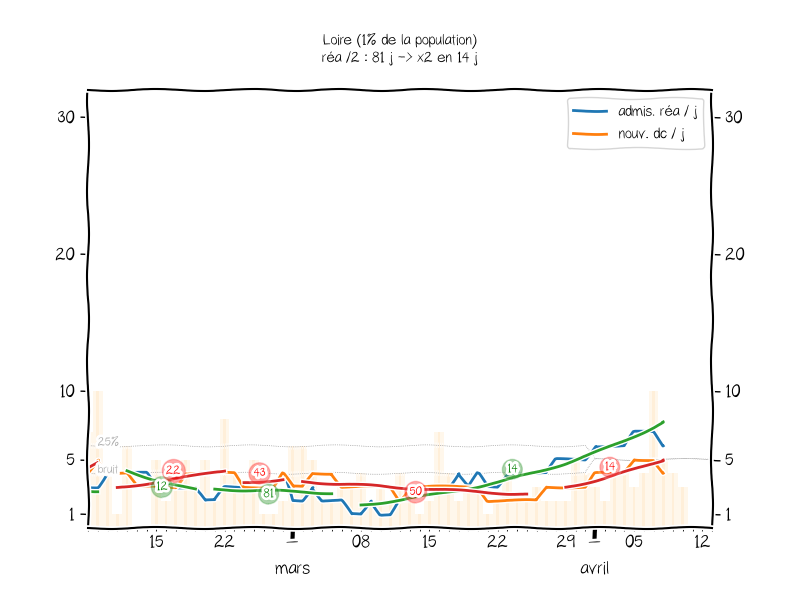 Loire (1% de la population)
réa /2 : 81 j -> x2 en 14 j
admis. réa / j
nouv. dc / j
30 30
20 20
10 10
25%
5 5
bruit
22 43 14 14
12 81 50
1 1
15 22 08 15 22 29 05 12
mars avril